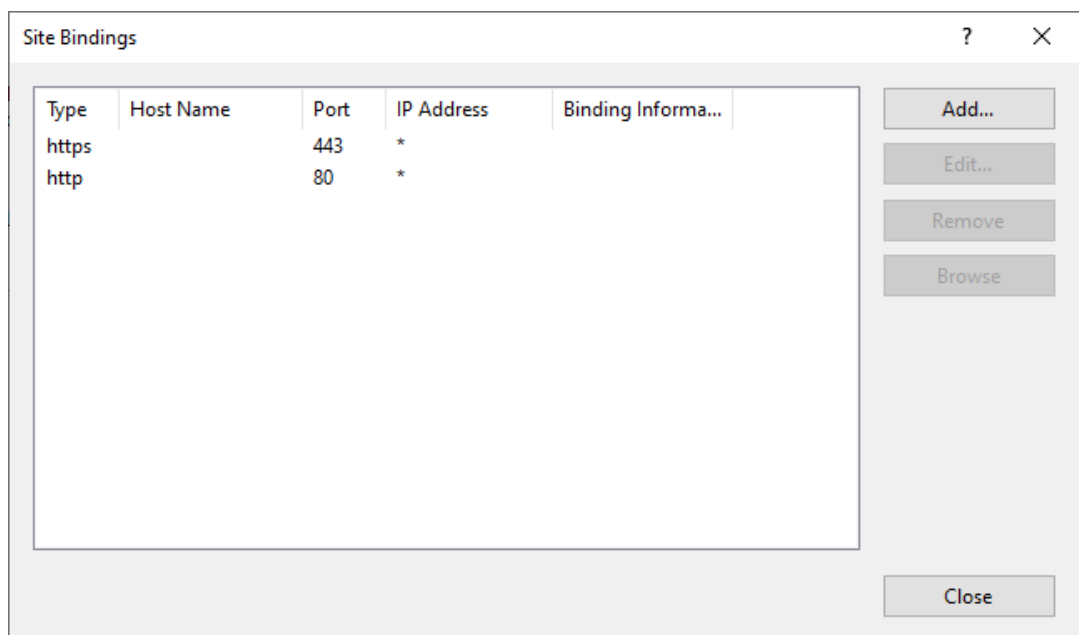 Site Bindings ? ×
Type Host Name Port IP Address Binding Informa... Add...
https 443 *
Edit...
http 80 *
Remove
Browse
Close